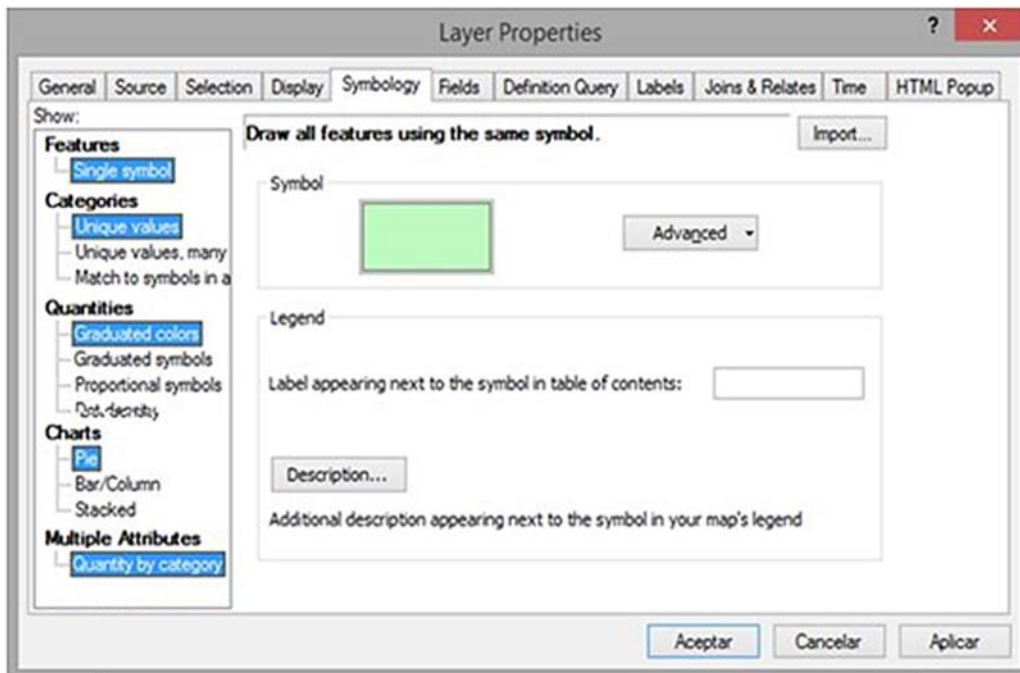 Layer Properties
?
General Source Selection Display Symbology Fields Definition Query Labels Joins & Relates Time HTML Popup
Show:
Features
Single symbol
Categories
Unique values
Unique values, many
Match to symbols in a
Quantities
Graduated colors
Graduated symbols
Proportional symbols
Dot density
Charts
Pie
Bar/Column
Stacked
Multiple Attributes
Quantity by category
Draw all features using the same symbol.
Import...
Symbol
Advanced
Legend
Label appearing next to the symbol in table of contents:
Description...
Additional description appearing next to the symbol in your map's legend
Aceptar Cancelar Aplicar